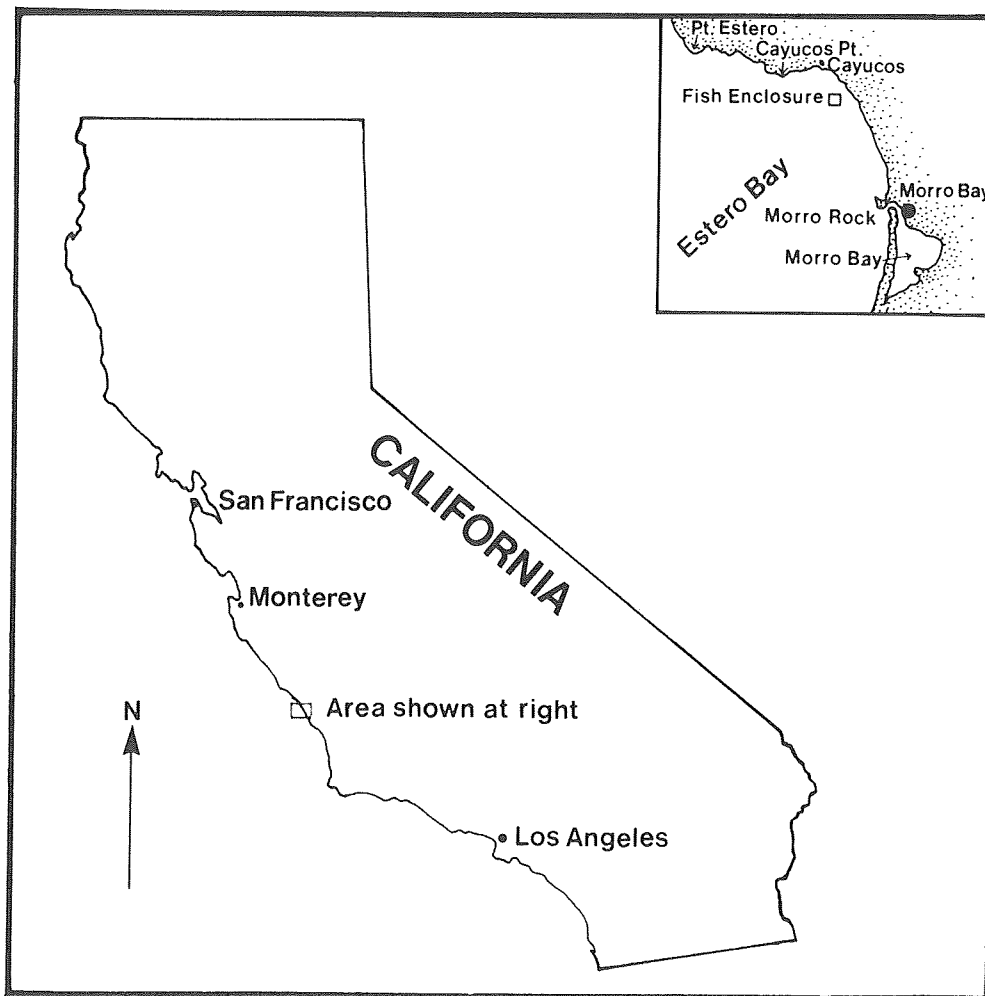 Pt. Estero
Cayucos Pt.
Cayucos
Fish Enclosure
Estero Bay
Morro Bay
Morro Rock
Morro Bay
CALIFORNIA
San Francisco
Monterey
N
Area shown at right
Los Angeles